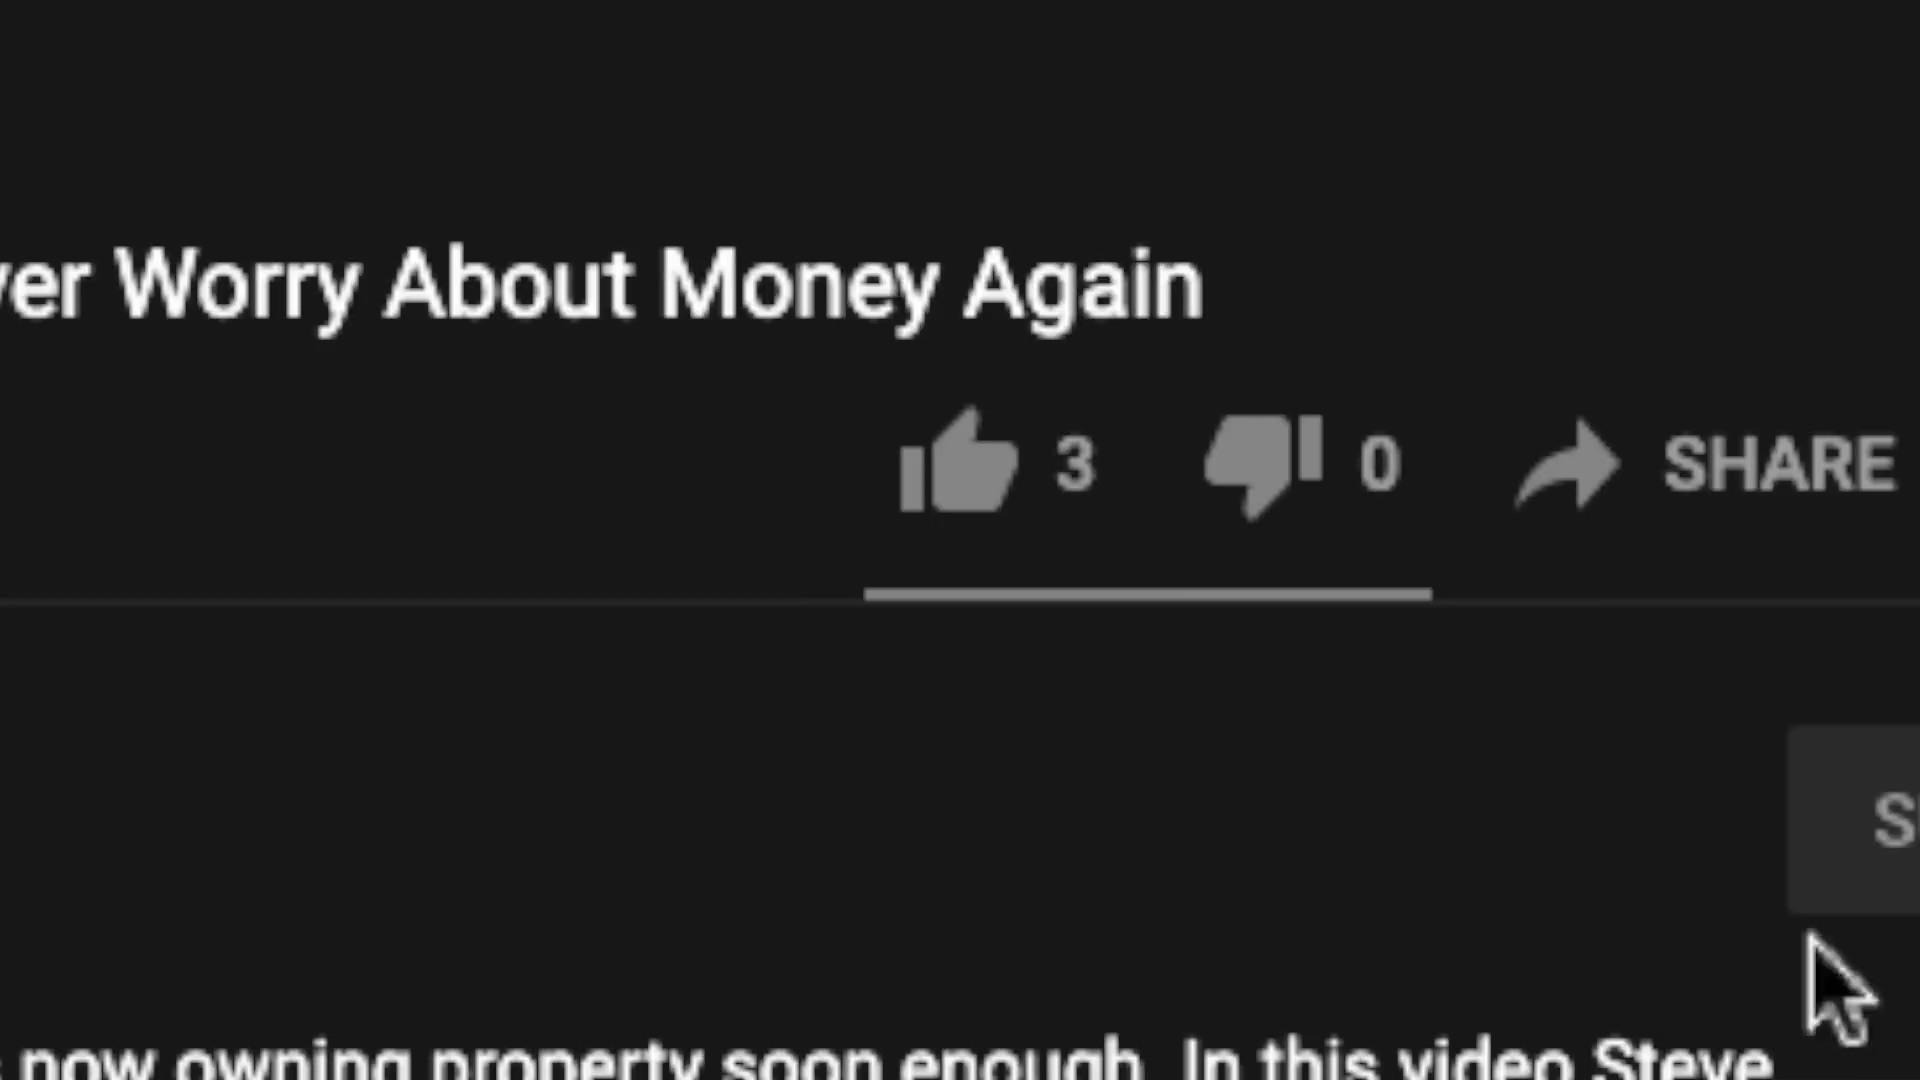 ver Worry About Money Again
3 0 SHARE
S
now owning property soon enough. In this video Steve